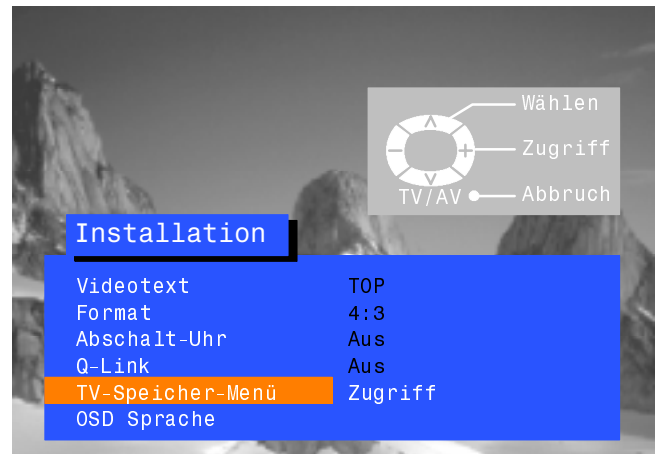 Wählen
Zugriff
TV/AV Abbruch
Installation
Videotext TOP
Format 4:3
Abschalt-Uhr Aus
Q-Link Aus
TV-Speicher-Menü Zugriff
OSD Sprache